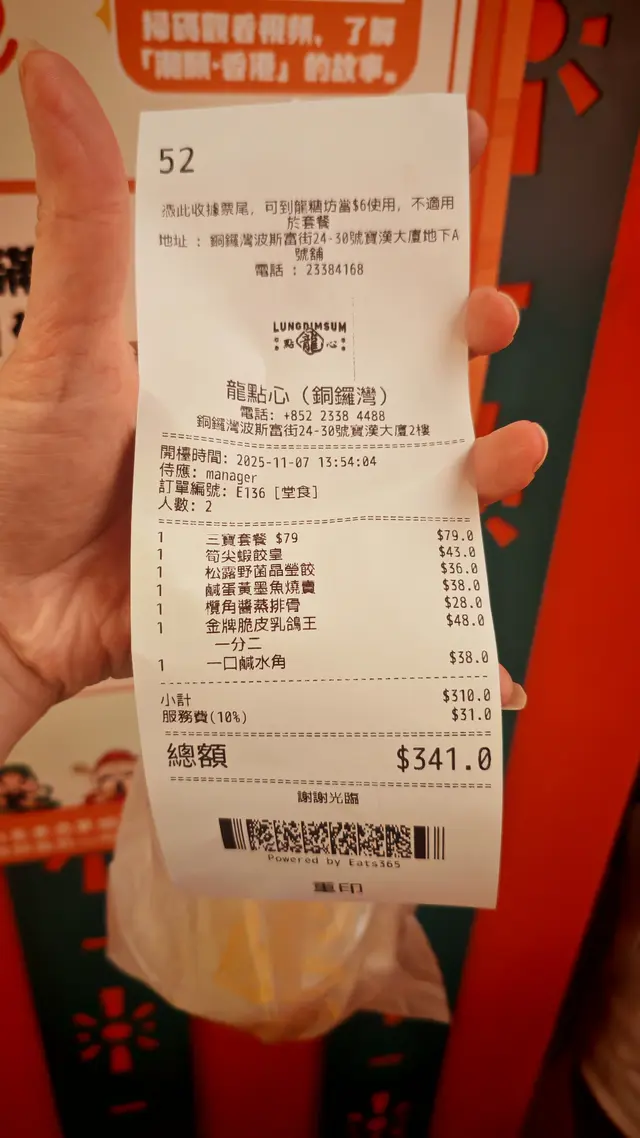 掃碼觀看視頻，了解
的故事。
52
憑此收據票尾，可到龍糖坊當$6使用，不適用
於套餐
地址 : 銅鑼灣波斯富街24-30號寶漢大廈地下A
號舖
電話 : 23384168
LUNGDIMSUM
點 龍 心
龍點心（銅鑼灣）
電話: +852 2338 4488
銅鑼灣波斯富街24-30號寶漢大廈2樓
開檯時間: 2025-11-07 13:54:04
侍應: manager
訂單編號: E136 [堂食]
人數: 2
1 三寶套餐 $79 $79.0
1 筍尖蝦餃皇 $43.0
1 松露野菌晶瑩餃 $36.0
1 鹹蛋黃墨魚燒賣 $38.0
1 欖角醬蒸排骨 $28.0
1 金牌脆皮乳鴿王 $48.0
一分二
1 一口鹹水角 $38.0
小計 $310.0
服務費(10%) $31.0
總額 $341.0
謝謝光臨
Powered by Eats365
重印